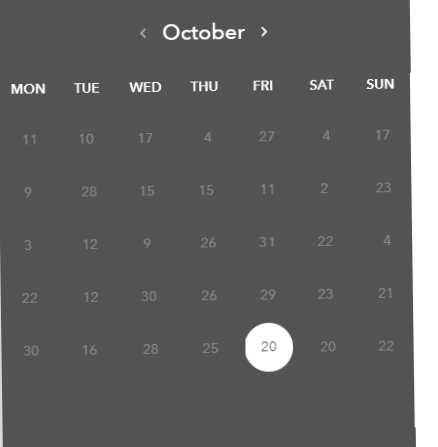 ‹ October ›
MON TUE WED THU FRI SAT SUN
11 10 17 4 27 4 17
9 28 15 15 11 2 23
3 12 9 26 31 22 4
22 12 30 26 29 23 21
30 16 28 25 20 20 22